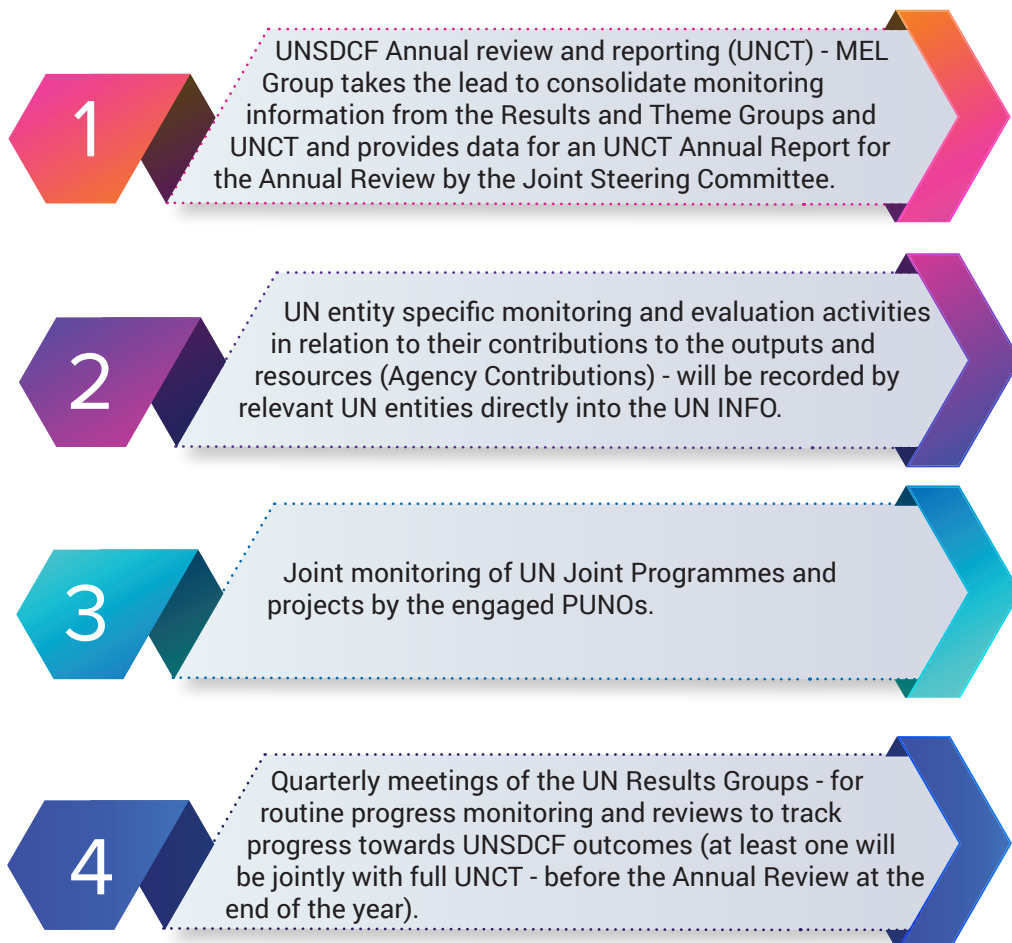 1
UNSDCF Annual review and reporting (UNCT) - MEL
Group takes the lead to consolidate monitoring
information from the Results and Theme Groups and
UNCT and provides data for an UNCT Annual Report for
the Annual Review by the Joint Steering Committee.
2
UN entity specific monitoring and evaluation activities
in relation to their contributions to the outputs and
resources (Agency Contributions) - will be recorded by
relevant UN entities directly into the UN INFO.
3
Joint monitoring of UN Joint Programmes and
projects by the engaged PUNOs.
4
Quarterly meetings of the UN Results Groups - for
routine progress monitoring and reviews to track
progress towards UNSDCF outcomes (at least one will
be jointly with full UNCT - before the Annual Review at the
end of the year).